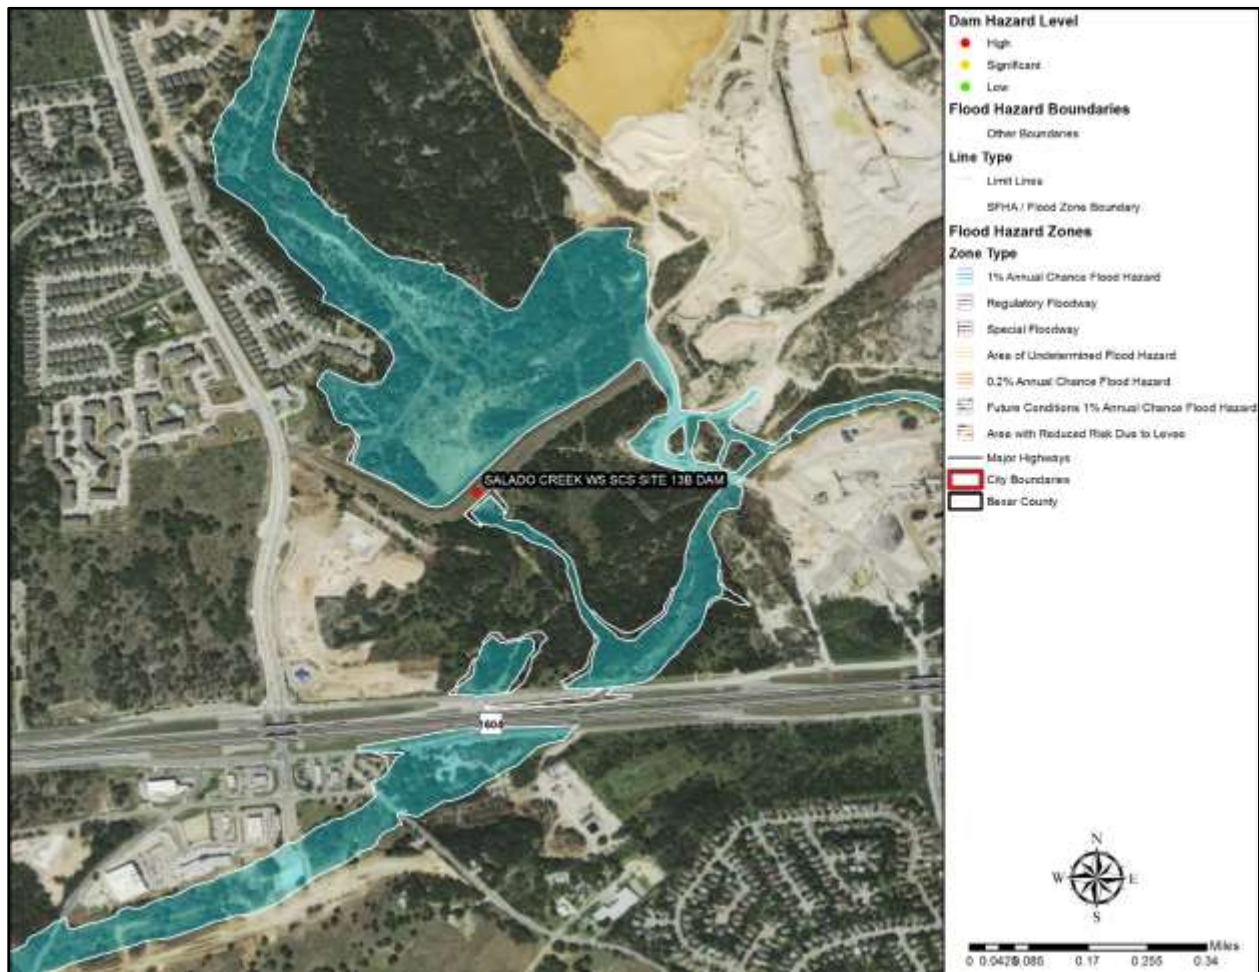 SALADO CREEK WS SCS SITE 13B DAM
1604
Dam Hazard Level
High
Significant
Low
Flood Hazard Boundaries
Other Boundaries
Line Type
Limit Lines
SFHA / Flood Zone Boundary
Flood Hazard Zones
Zone Type
1% Annual Chance Flood Hazard
Regulatory Floodway
Special Floodway
Area of Undetermined Flood Hazard
0.2% Annual Chance Flood Hazard
Future Conditions 1% Annual Chance Flood Hazard
Area with Reduced Risk Due to Levee
Major Highways
City Boundaries
Bexar County
N
W E
S
Miles
0 0.0425 0.085 0.17 0.255 0.34